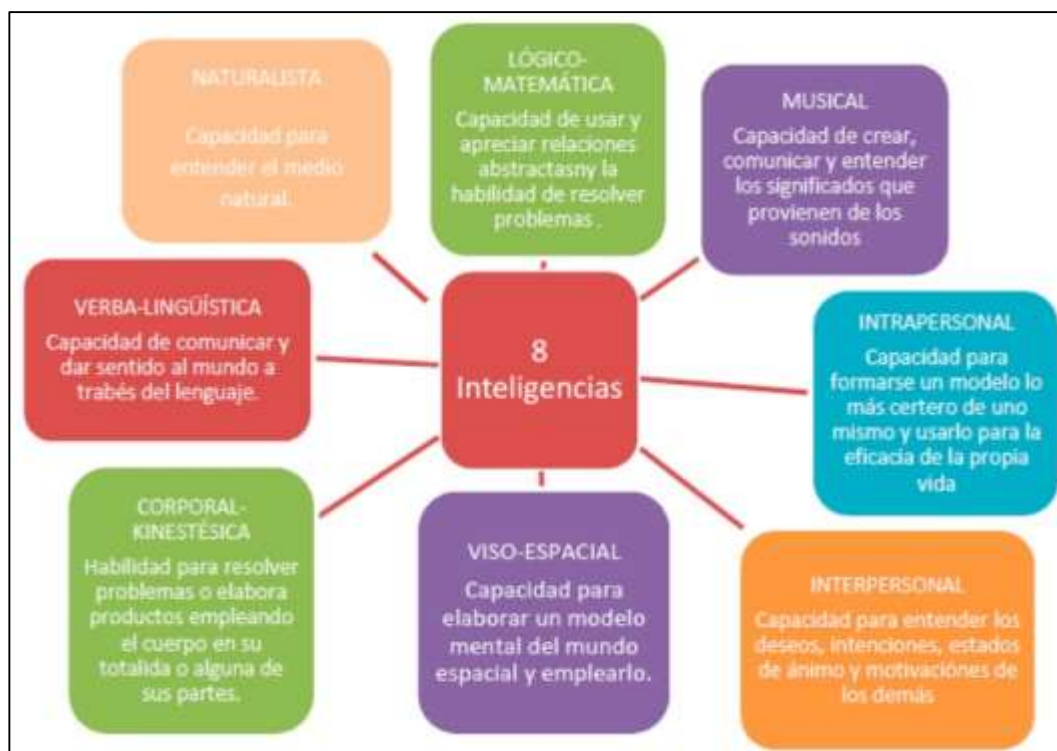 NATURALISTA
Capacidad para
entender el medio
natural.
LÓGICO-
MATEMÁTICA
Capacidad de usar y
apreciar relaciones
abstractasny la
habilidad de resolver
problemas .
MUSICAL
Capacidad de crear,
comunicar y entender
los significados que
provienen de los
sonidos
VERBA-LINGÜÍSTICA
Capacidad de comunicar y
dar sentido al mundo a
trabés del lenguaje.
8
Inteligencias
INTRAPERSONAL
Capacidad para
formarse un modelo lo
más certero de uno
mismo y usarlo para la
eficacia de la propia
vida
CORPORAL-
KINESTÉSICA
Habilidad para resolver
problemas o elabora
productos empleando
el cuerpo en su
totalida o alguna de
sus partes.
VISO-ESPACIAL
Capacidad para
elaborar un modelo
mental del mundo
espacial y emplearlo.
INTERPERSONAL
Capacidad para entender los
deseos, intenciones, estados
de ánimo y motivaciónes de
los demás